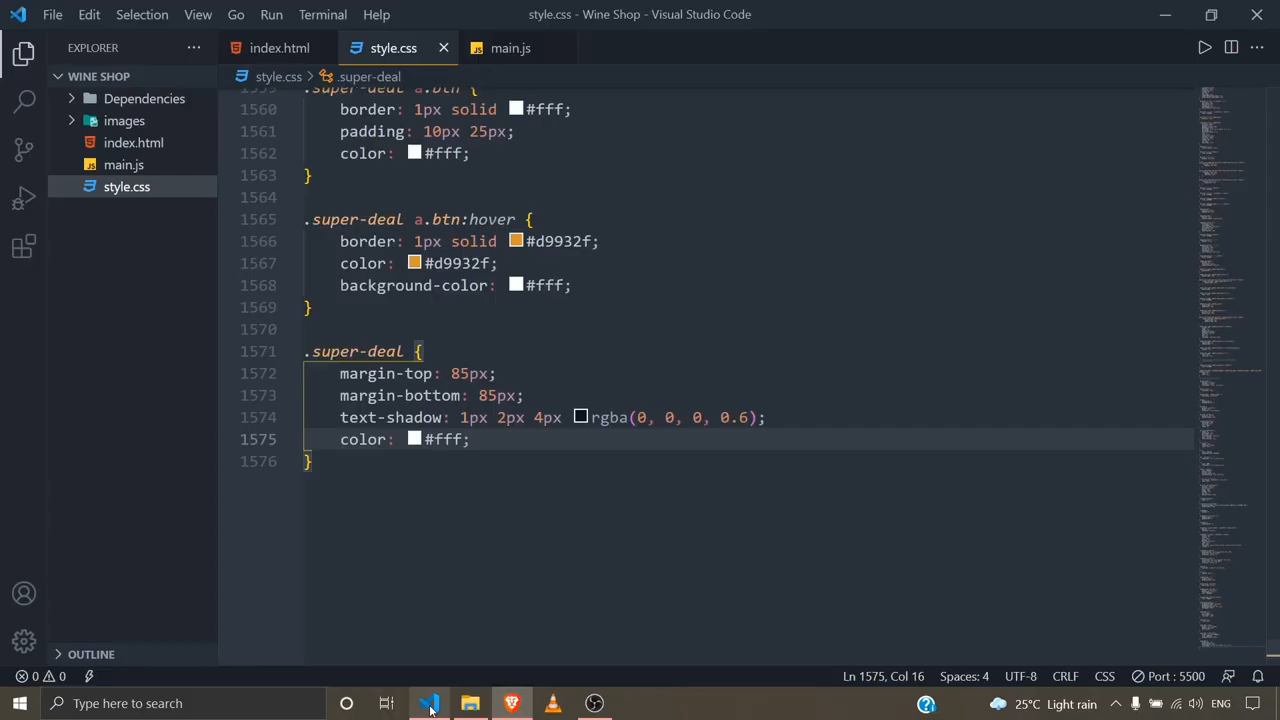 File Edit Selection View Go Run Terminal Help style.css - Wine Shop - Visual Studio Code
EXPLORER
index.html style.css main.js
WINE SHOP
style.css > .super-deal
Dependencies
images
index.html
main.js
style.css
1559 .super-deal a.btn {
1560 border: 1px solid #fff;
1561 padding: 10px 25px;
1562 color: #fff;
1563 }
1564
1565 .super-deal a.btn:hover {
1566 border: 1px solid #d9932f;
1567 color: #d9932f;
1568 background-color: #fff;
1569 }
1570
1571 .super-deal {
1572 margin-top: 85px;
1573 margin-bottom: 85px;
1574 text-shadow: 1px 1px 4px rgba(0, 0, 0, 0.6);
1575 color: #fff;
1576 }
OUTLINE
0 0 Ln 1575, Col 16 Spaces: 4 UTF-8 CRLF CSS Port : 5500
Type here to search 25°C Light rain ENG